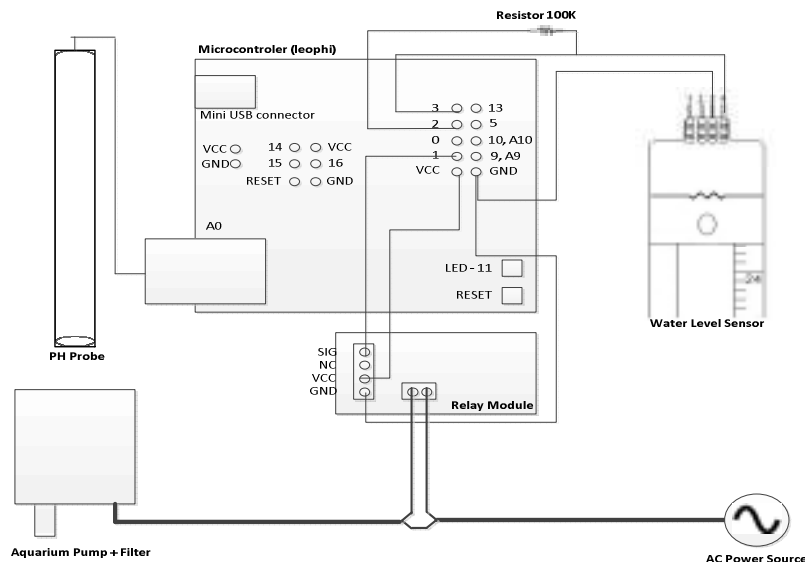 Resistor 100K
Microcontroler (leophi)
Mini USB connector
3 13
2 5
0 10, A10
1 9, A9
VCC GND
VCC 14 VCC
GND 15 16
RESET GND
A0
LED - 11
RESET
24
Water Level Sensor
PH Probe
SIG
NC
VCC
GND
Relay Module
Aquarium Pump + Filter
AC Power Source